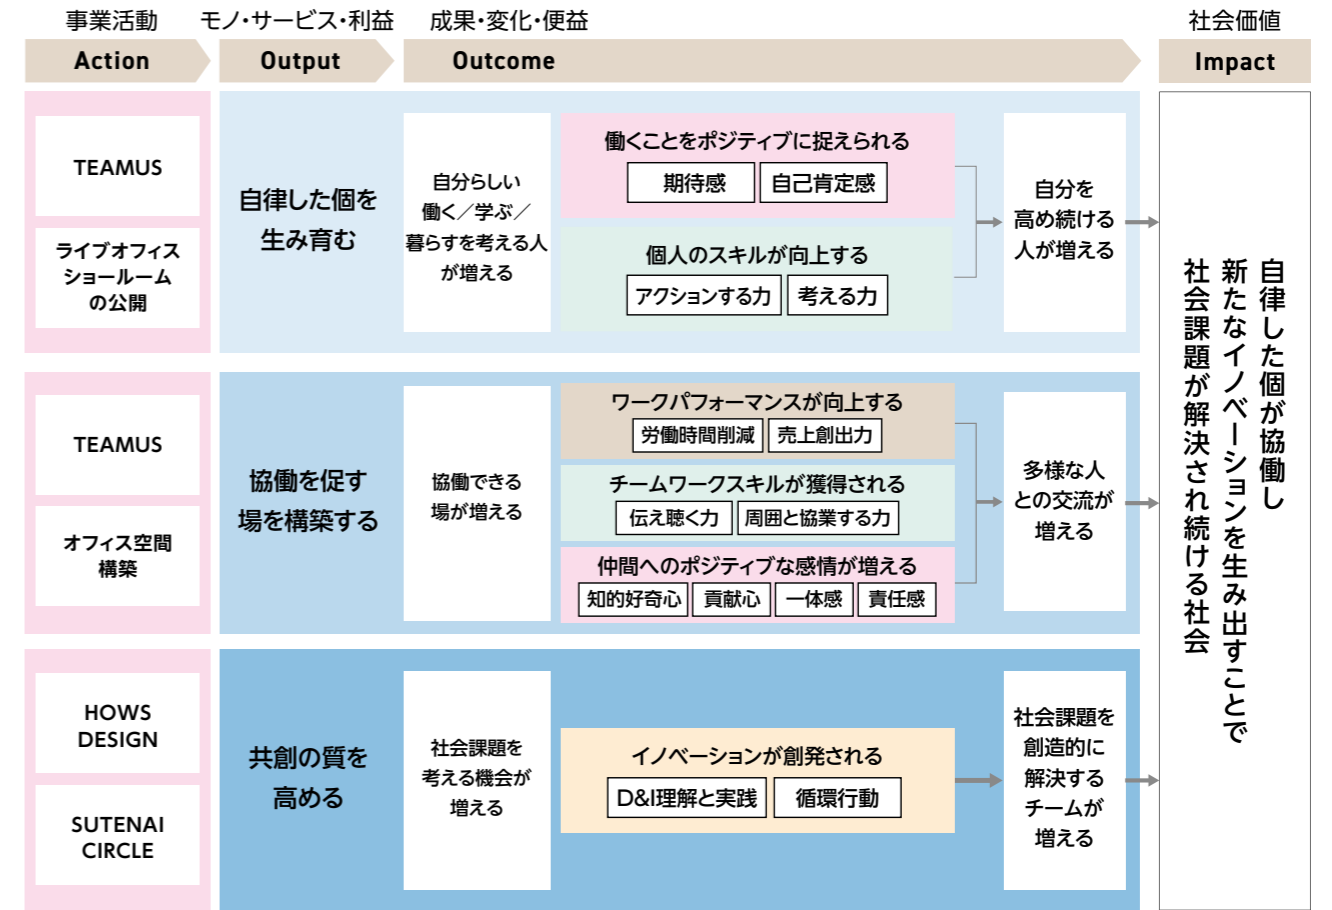 事業活動
モノ・サービス・利益
成果・変化・便益
社会価値
Action
Output
Outcome
Impact
TEAMUS
ライブオフィス
ショールーム
の公開
自律した個を
生み育む
自分らしい
働く／学ぶ／
暮らすを考える人
が増える
働くことをポジティブに捉えられる
期待感
自己肯定感
個人のスキルが向上する
アクションする力
考える力
自分を
高め続ける
人が増える
TEAMUS
オフィス空間
構築
協働を促す
場を構築する
協働できる
場が増える
ワークパフォーマンスが向上する
労働時間削減
売上創出力
チームワークスキルが獲得される
伝え聴く力
周囲と協業する力
仲間へのポジティブな感情が増える
知的好奇心
貢献心
一体感
責任感
多様な人
との交流が
増える
HOWS
DESIGN
SUTENAI
CIRCLE
共創の質を
高める
社会課題を
考える機会が
増える
イノベーションが創発される
D&I理解と実践
循環行動
社会課題を
創造的に
解決する
チームが
増える
自律した個が協働し
新たなイノベーションを生み出すことで
社会課題が解決され続ける社会